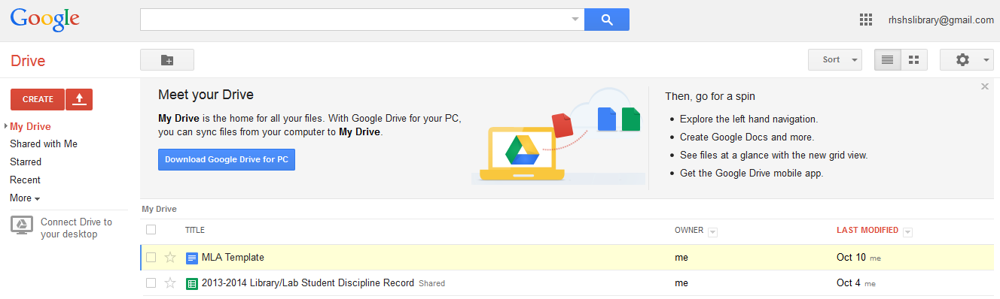 Google
rhshslibrary@gmail.com
Drive
Sort
CREATE
My Drive
Shared with Me
Starred
Recent
More
Connect Drive to
your desktop
Meet your Drive
My Drive is the home for all your files. With Google Drive for your PC,
you can sync files from your computer to My Drive.
Download Google Drive for PC
Then, go for a spin
Explore the left hand navigation.
Create Google Docs and more.
See files at a glance with the new grid view.
Get the Google Drive mobile app.
My Drive
TITLE OWNER LAST MODIFIED
MLA Template me Oct 10 me
2013-2014 Library/Lab Student Discipline Record Shared me Oct 4 me